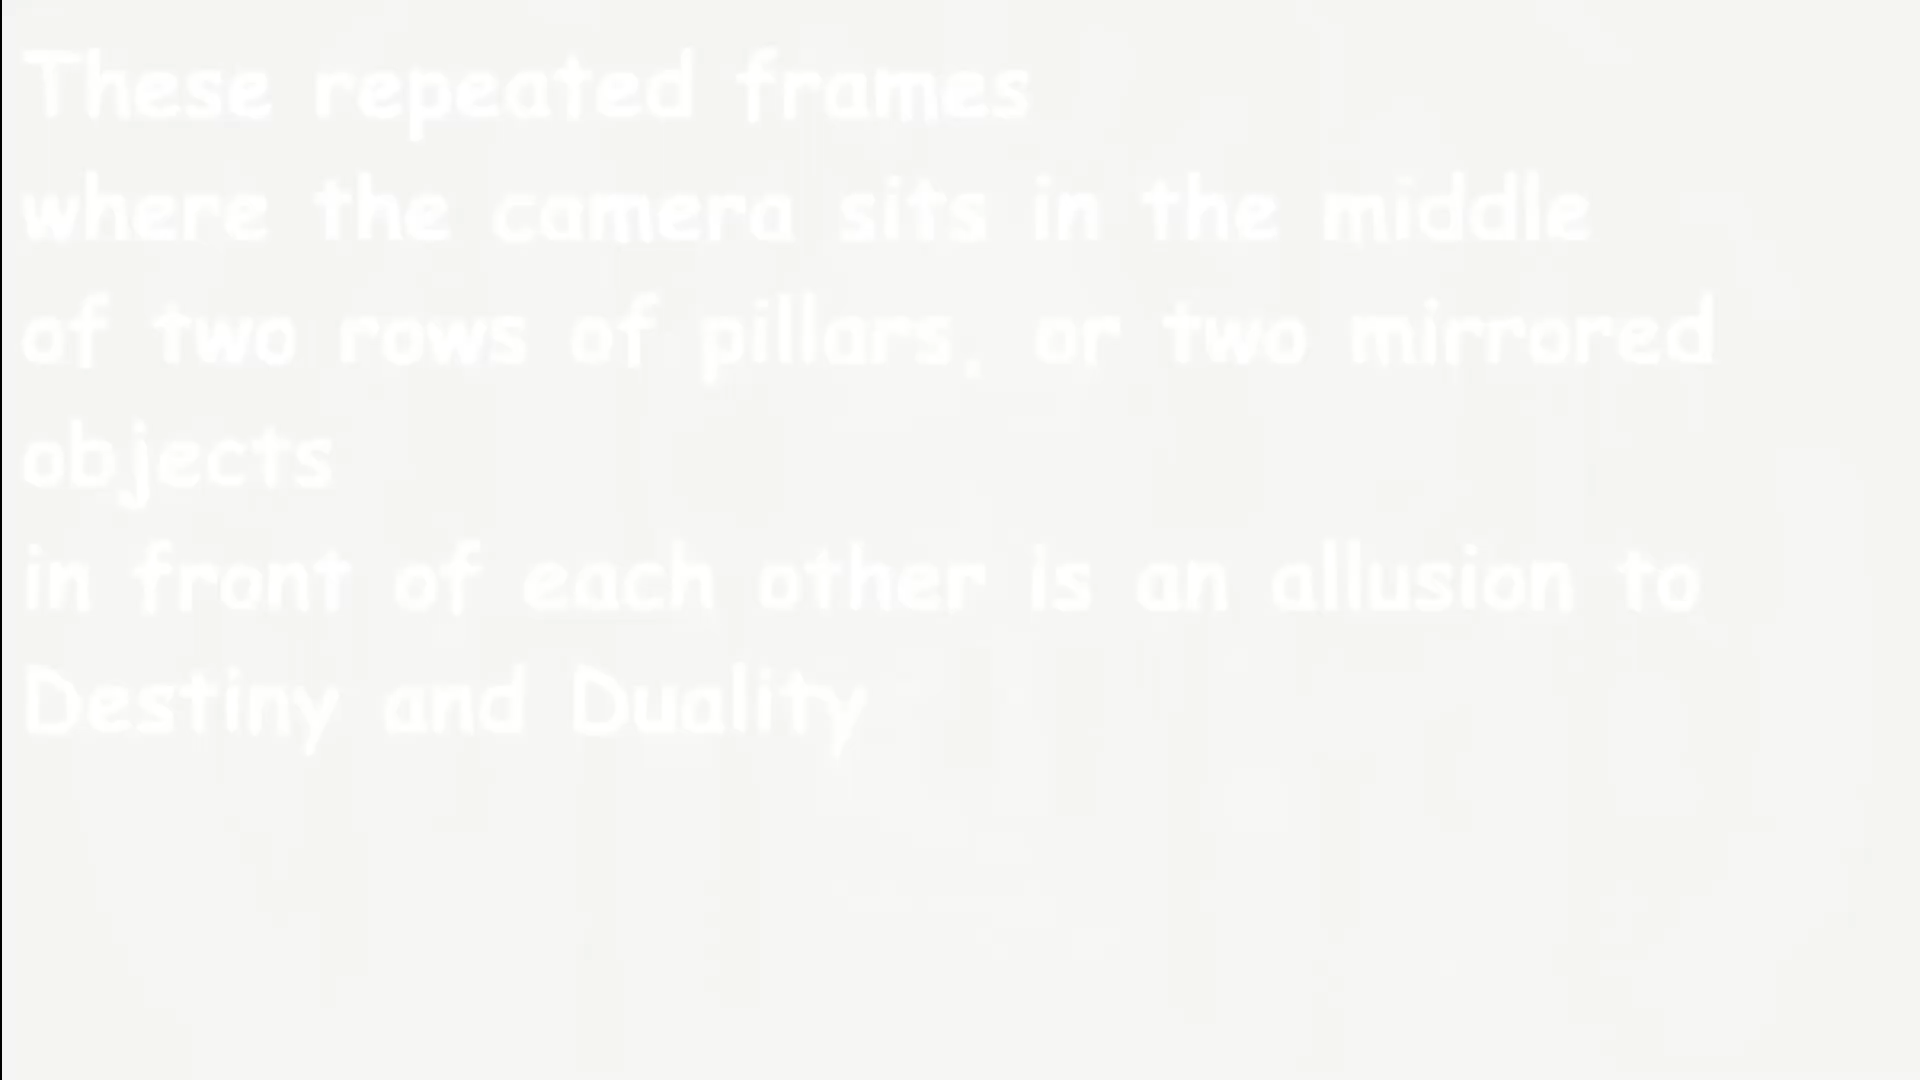 These repeated frames
where the camera sits in the middle
of two rows of pillars, or two mirrored
objects
in front of each other is an allusion to
Destiny and Duality